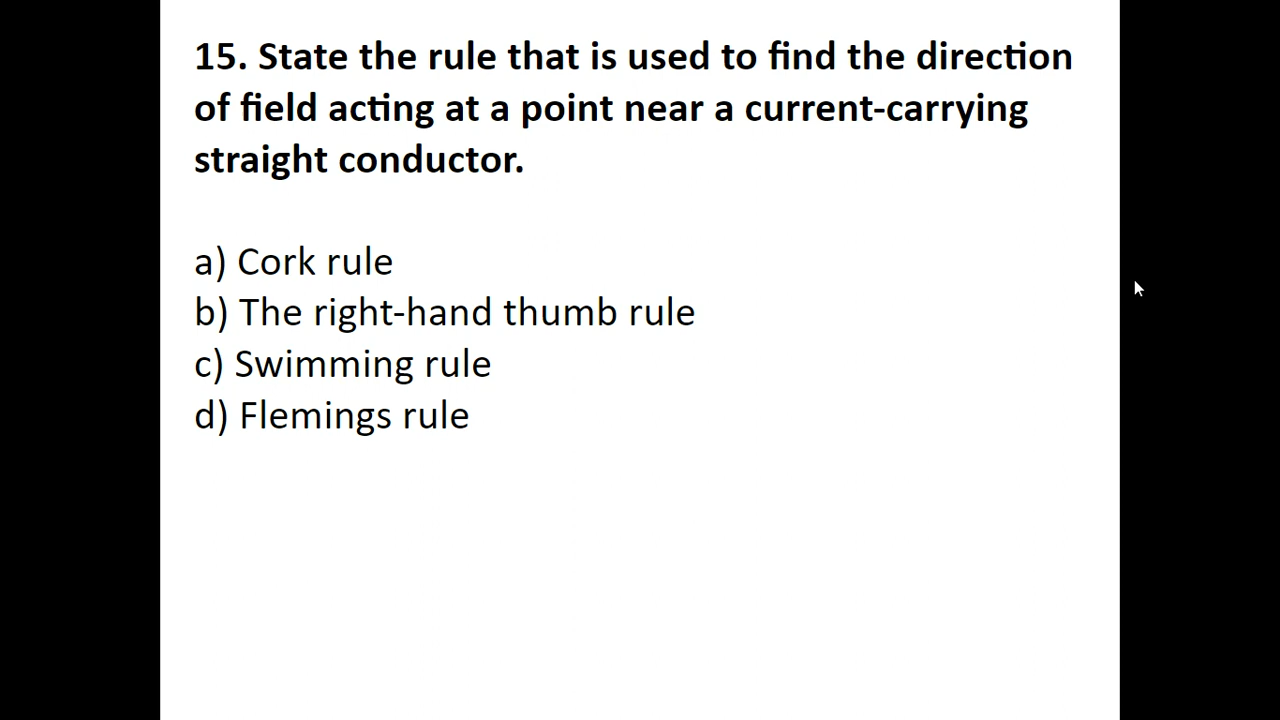 15. State the rule that is used to find the direction
of field acting at a point near a current-carrying
straight conductor.
a) Cork rule
b) The right-hand thumb rule
c) Swimming rule
d) Flemings rule